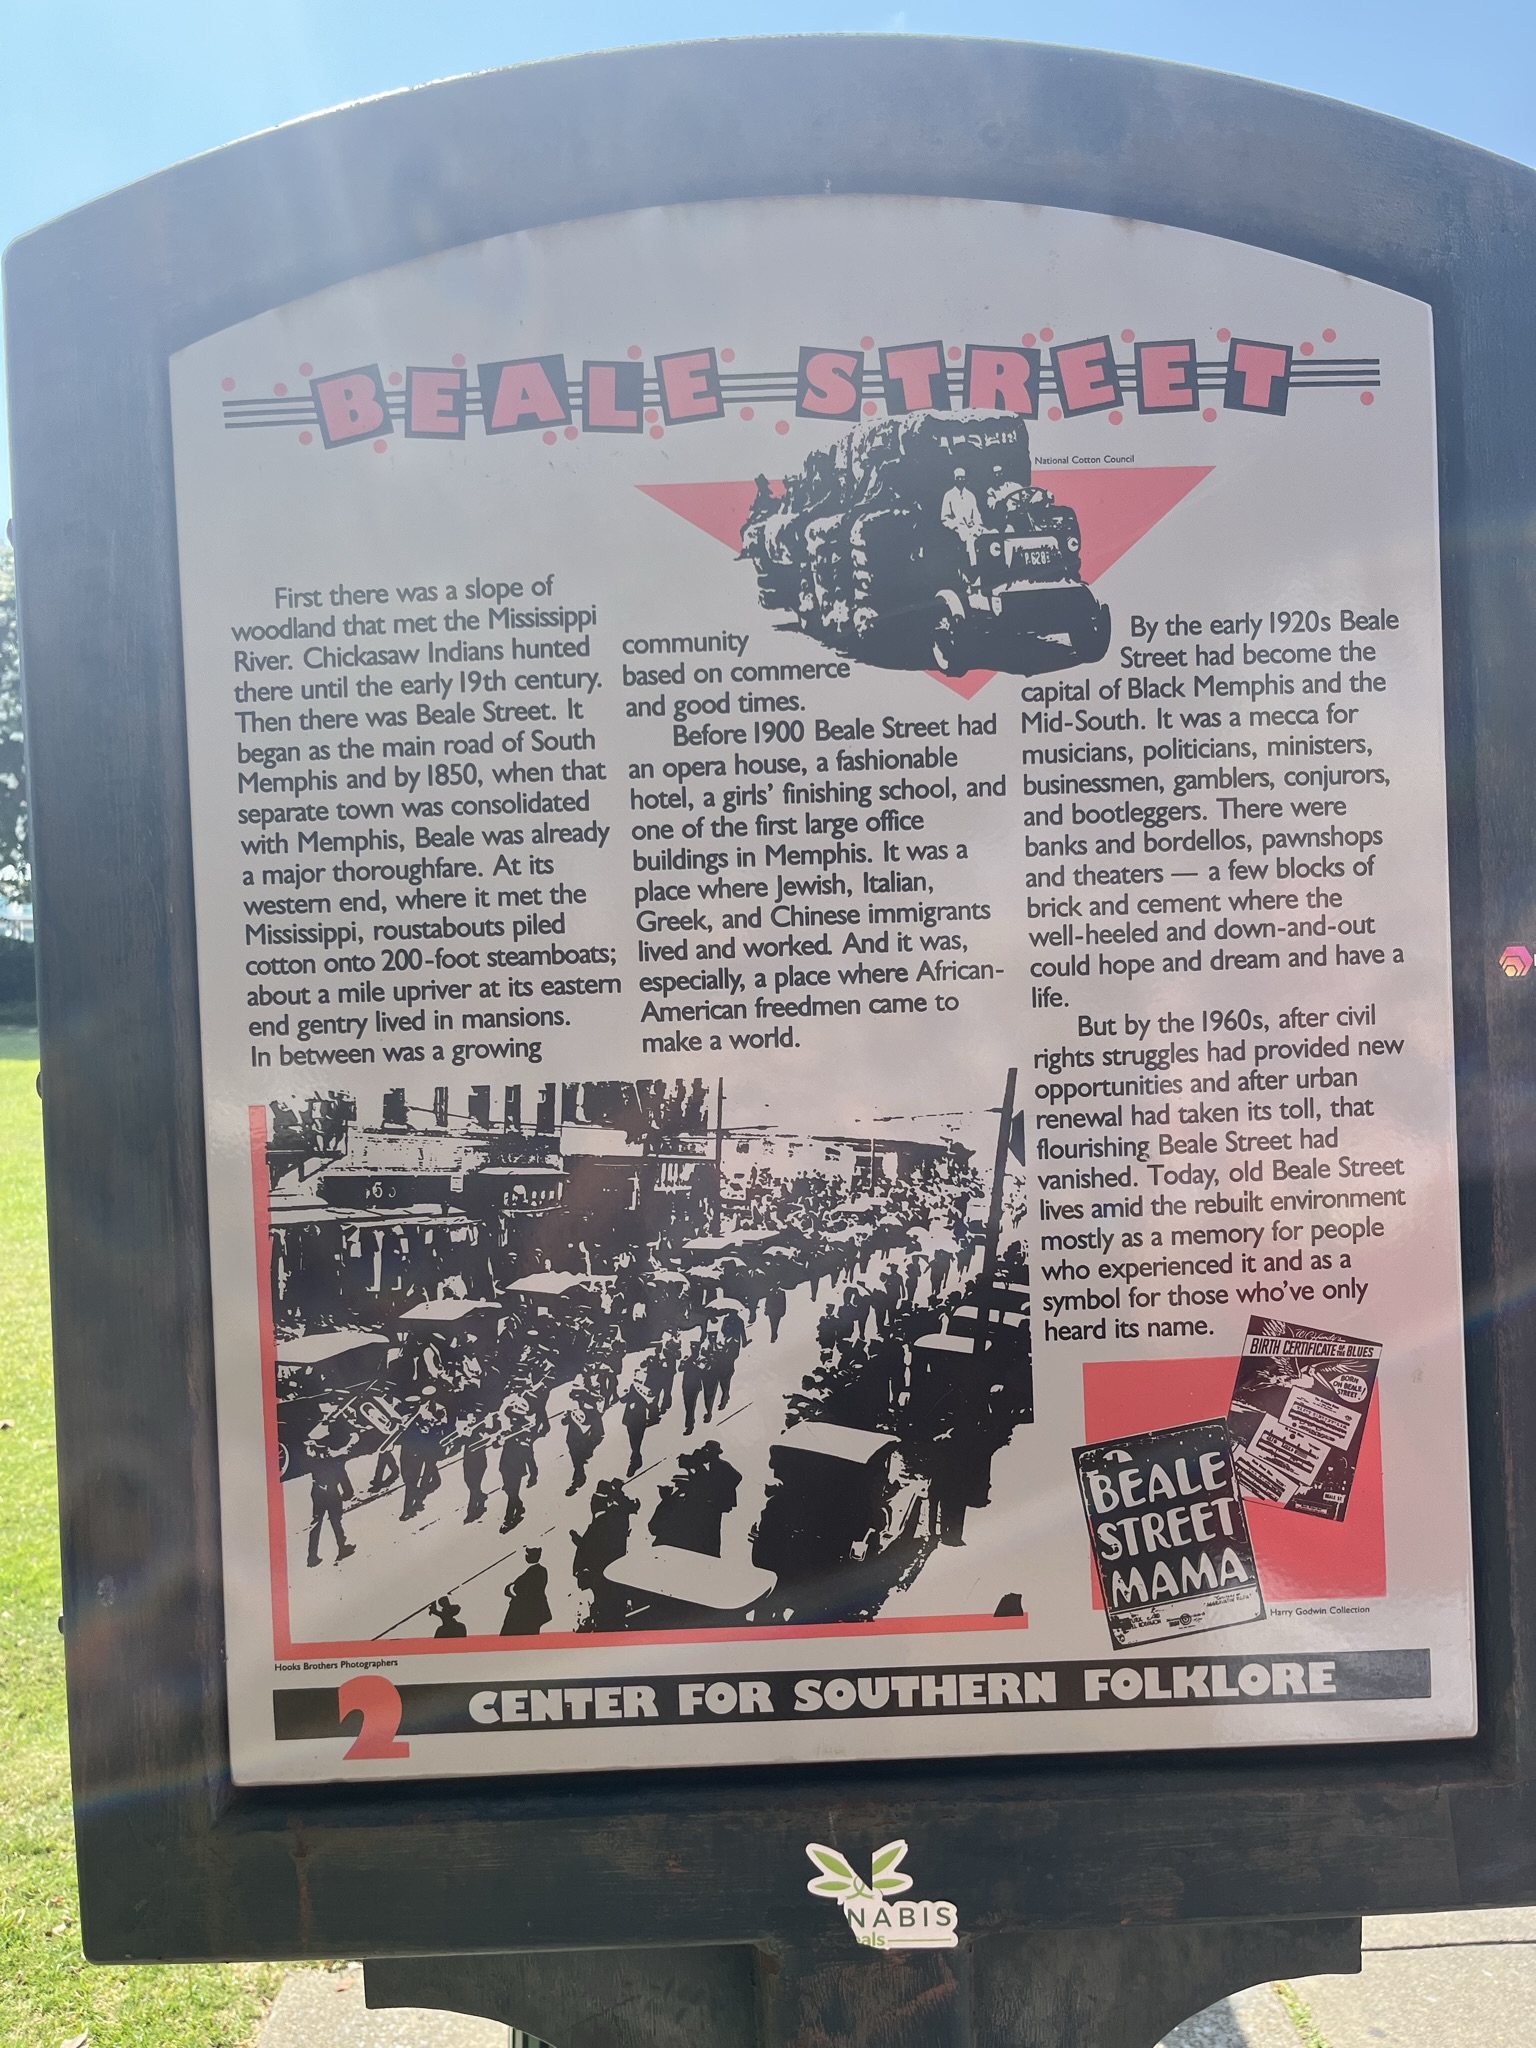 BEALE STREET
National Cotton Council
P.628
First there was a slope of
woodland that met the Mississippi
River. Chickasaw Indians hunted
there until the early 19th century.
Then there was Beale Street. It
began as the main road of South
Memphis and by 1850, when that
separate town was consolidated
with Memphis, Beale was already
a major thoroughfare. At its
western end, where it met the
Mississippi, roustabouts piled
cotton onto 200-foot steamboats;
about a mile upriver at its eastern
end gentry lived in mansions.
In between was a growing
community
based on commerce
and good times.
Before 1900 Beale Street had
an opera house, a fashionable
hotel, a girls' finishing school, and
one of the first large office
buildings in Memphis. It was a
place where Jewish, Italian,
Greek, and Chinese immigrants
lived and worked. And it was,
especially, a place where African-
American freedmen came to
make a world.
By the early 1920s Beale
Street had become the
capital of Black Memphis and the
Mid-South. It was a mecca for
musicians, politicians, ministers,
businessmen, gamblers, conjurors,
and bootleggers. There were
banks and bordellos, pawnshops
and theaters — a few blocks of
brick and cement where the
well-heeled and down-and-out
could hope and dream and have a
life.
But by the 1960s, after civil
rights struggles had provided new
opportunities and after urban
renewal had taken its toll, that
flourishing Beale Street had
vanished. Today, old Beale Street
lives amid the rebuilt environment
mostly as a memory for people
who experienced it and as a
symbol for those who've only
heard its name.
BIRTH CERTIFICATE OF THE BLUES
BORN
ON BEALE
STREET
BEALE
STREET
MAMA
Harry Godwin Collection
Hooks Brothers Photographers
2 CENTER FOR SOUTHERN FOLKLORE
NABIS
eals